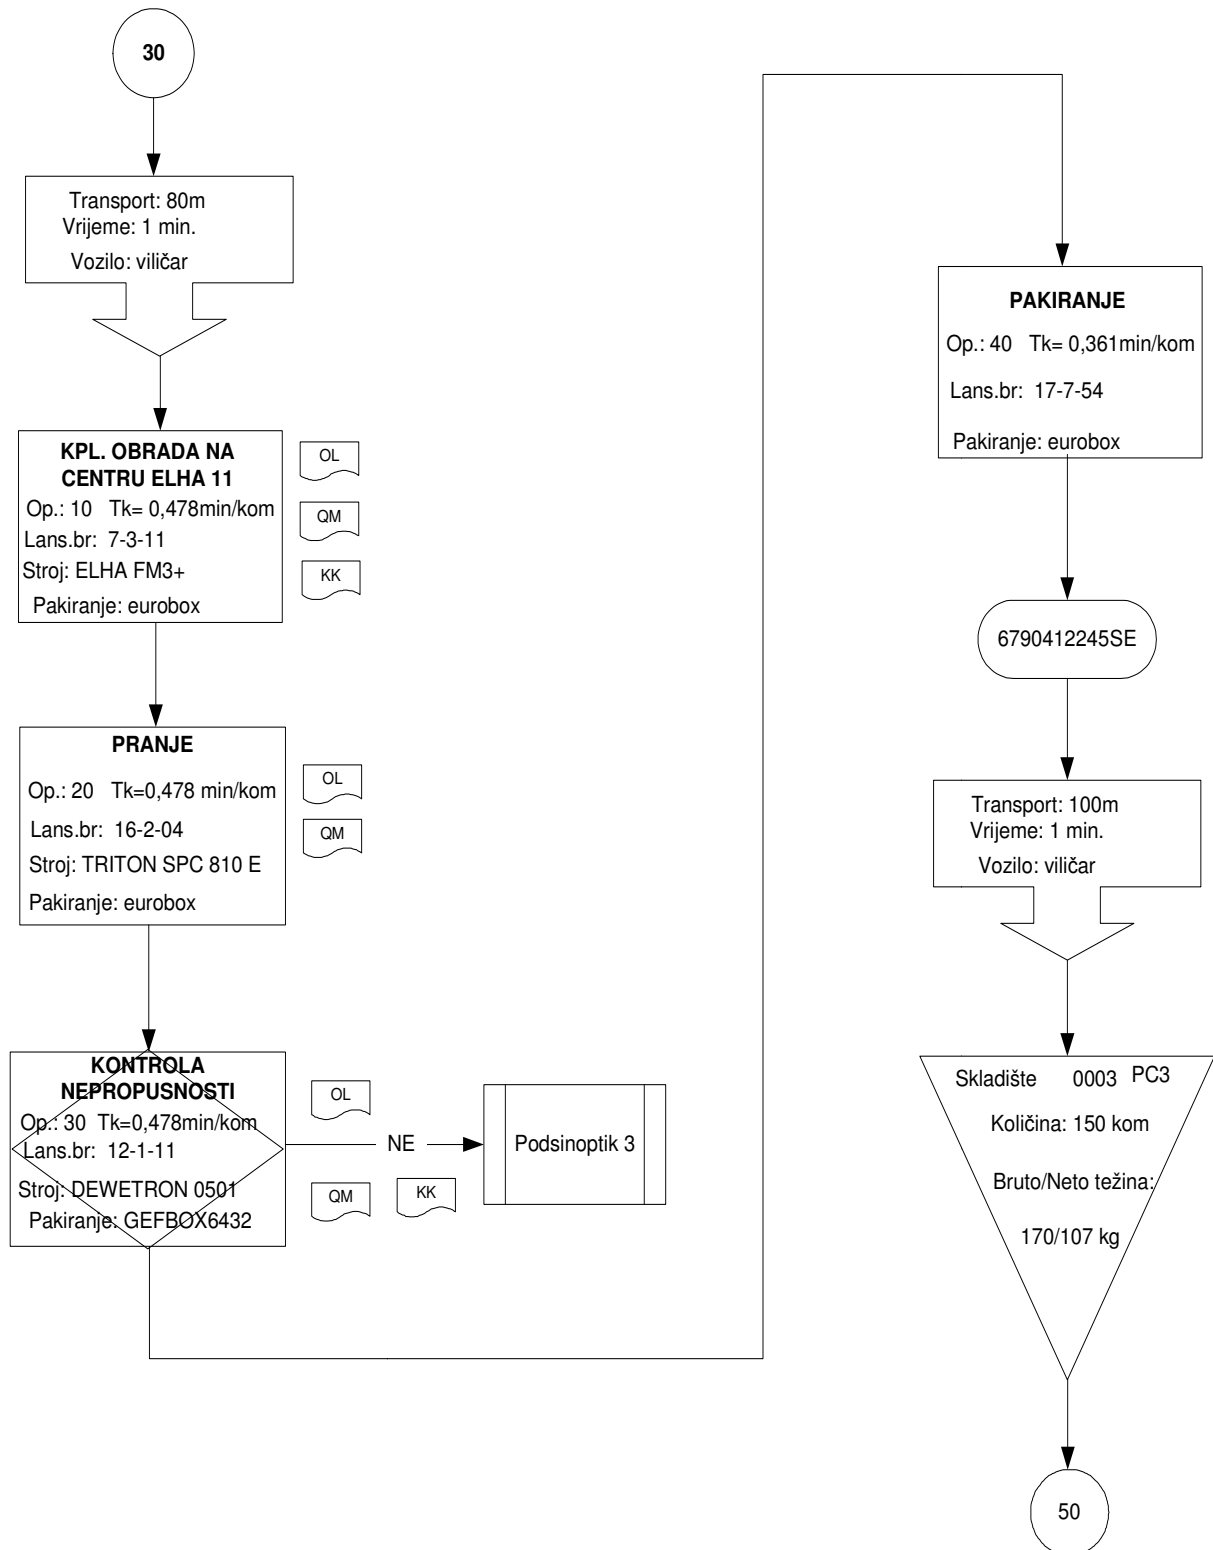 30
Transport: 80m
Vrijeme: 1 min.
Vozilo: viličar
KPL. OBRADA NA
CENTRU ELHA 11
Op.: 10 Tk= 0,478min/kom
Lans.br: 7-3-11
Stroj: ELHA FM3+
Pakiranje: eurobox
OL
QM
KK
PRANJE
Op.: 20 Tk=0,478 min/kom
Lans.br: 16-2-04
Stroj: TRITON SPC 810 E
Pakiranje: eurobox
OL
QM
KONTROLA
NEPROPUSNOSTI
Op.: 30 Tk=0,478min/kom
Lans.br: 12-1-11
Stroj: DEWETRON 0501
Pakiranje: GEFBOX6432
OL
NE
QM
KK
Podsinoptik 3
PAKIRANJE
Op.: 40 Tk= 0,361min/kom
Lans.br: 17-7-54
Pakiranje: eurobox
6790412245SE
Transport: 100m
Vrijeme: 1 min.
Vozilo: viličar
Skladište 0003 PC3
Količina: 150 kom
Bruto/Neto težina:
170/107 kg
50